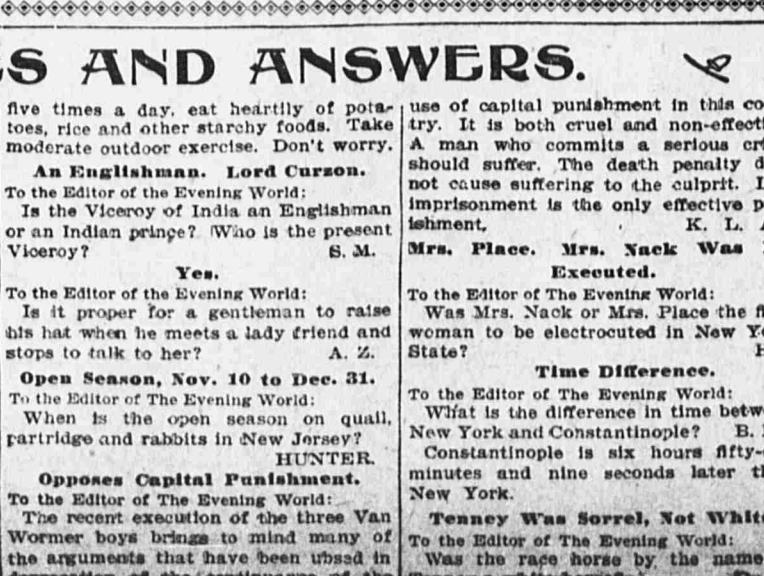 S AND ANSWERS.
five times a day, eat heartily of pota-
toes, rice and other starchy foods. Take
moderate outdoor exercise. Don't worry.
An Englishman. Lord Curzon.
To the Editor of the Evening World:
Is the Viceroy of India an Englishman
or an Indian prince? Who is the present
Viceroy? S. M.
Yes.
To the Editor of the Evening World:
Is it proper for a gentleman to raise
his hat when he meets a lady friend and
stops to talk to her? A. Z.
Open Season, Nov. 10 to Dec. 31.
To the Editor of The Evening World:
When is the open season on quail,
partridge and rabbits in New Jersey?
HUNTER.
Opposes Capital Punishment.
To the Editor of The Evening World:
The recent execution of the three Van
Wormer boys brings to mind many of
the arguments that have been ubsed in
use of capital punishment in this co
try. It is both cruel and non-effecti
A man who commits a serious cri
should suffer. The death penalty d
not cause suffering to the culprit. L
imprisonment is the only effective p
ishment. K. L.
Mrs. Place. Mrs. Nack Was
Executed.
To the Editor of The Evening World:
Was Mrs. Nack or Mrs. Place the fi
woman to be electrocuted in New Yo
State?
Time Difference.
To the Editor of The Evening World:
What is the difference in time betw
New York and Constantinople? B.
Constantinople is six hours fifty-
minutes and nine seconds later th
New York.
Tenney Was Sorrel, Not White
To the Editor of The Evening World:
Was the race horse by the name